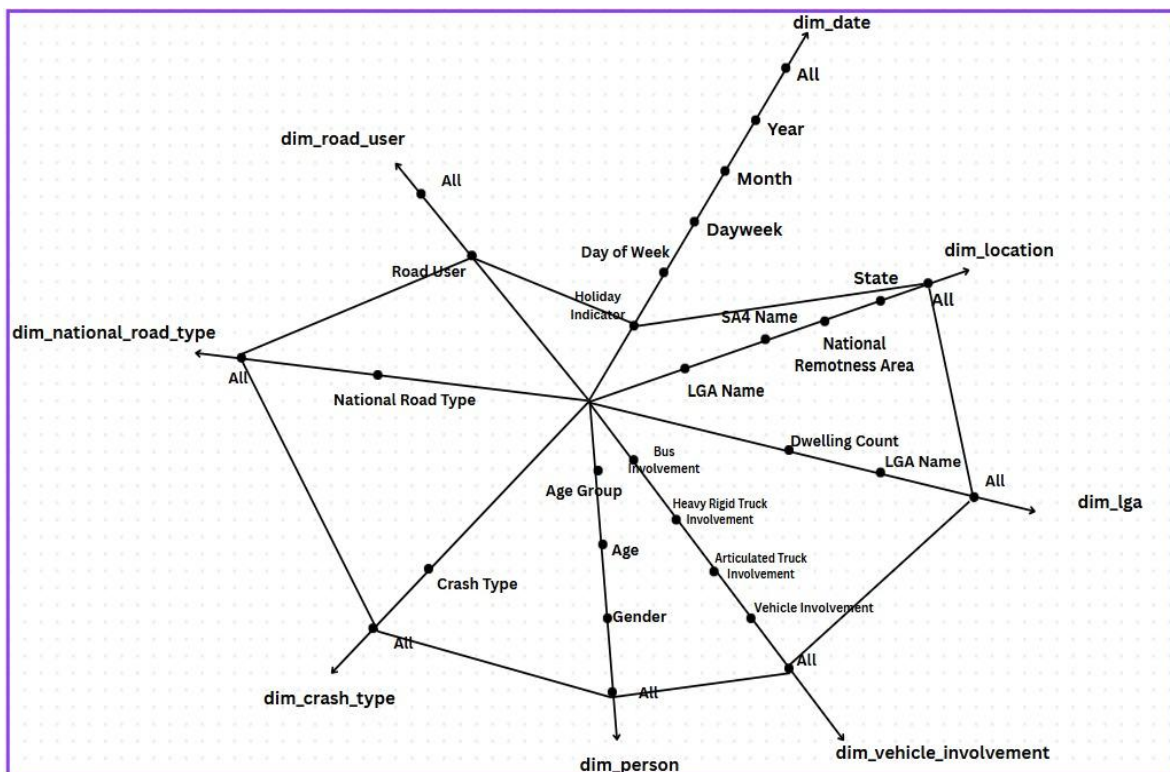 dim_date
All
Year
Month
Dayweek
Day of Week
Holiday
Indicator
dim_road_user
All
Road User
dim_national_road_type
All
National Road Type
dim_location
State
All
SA4 Name
National
Remotness Area
LGA Name
Dwelling Count
LGA Name
All
dim_lga
Bus
Involvement
Heavy Rigid Truck
Involvement
Articulated Truck
Involvement
Vehicle Involvement
All
dim_vehicle_involvement
Age Group
Age
Gender
All
dim_person
Crash Type
All
dim_crash_type